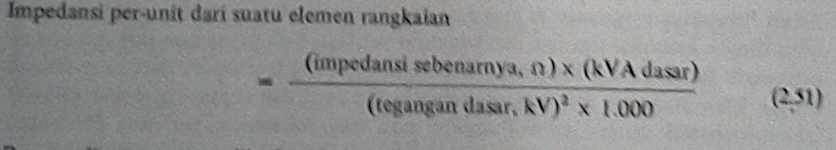 Impedansi per-unit dari suatu elemen rangkaian
(impedansi sebenarnya, Ω) x (kVA dasar)
=
(2.51)
(tegangan dasar, kV)² x 1.000